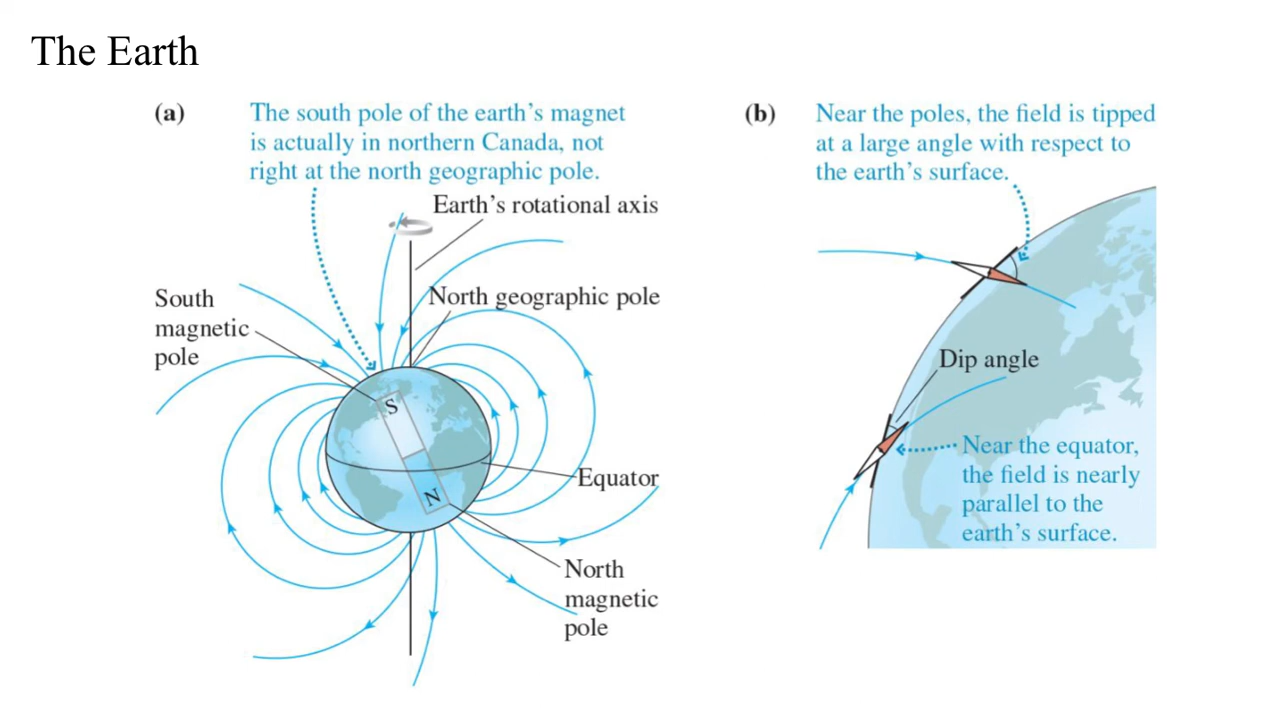 The Earth
(a)
The south pole of the earth's magnet
is actually in northern Canada, not
right at the north geographic pole.
Earth's rotational axis
North geographic pole
South
magnetic
pole
S
N
Equator
North
magnetic
pole
(b)
Near the poles, the field is tipped
at a large angle with respect to
the earth's surface.
Dip angle
Near the equator,
the field is nearly
parallel to the
earth's surface.